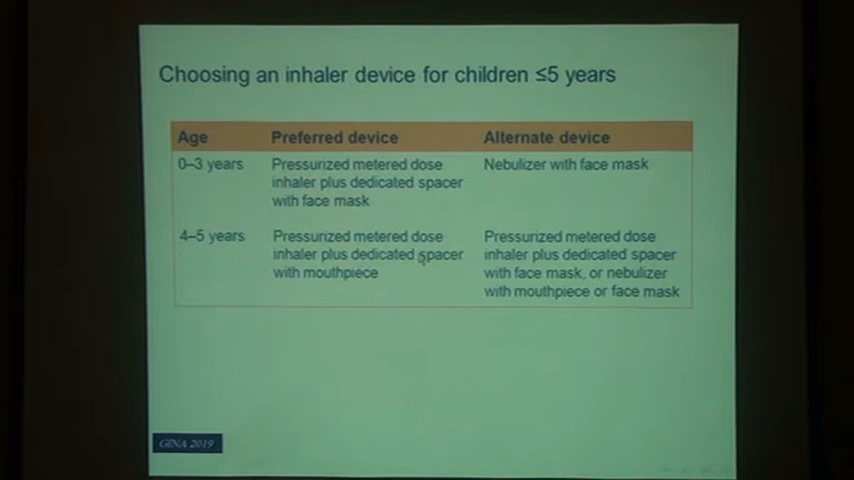 Choosing an inhaler device for children ≤5 years
Age Preferred device Alternate device
0–3 years Pressurized metered dose Nebulizer with face mask
inhaler plus dedicated spacer
with face mask
4–5 years Pressurized metered dose Pressurized metered dose
inhaler plus dedicated spacer inhaler plus dedicated spacer
with mouthpiece with face mask, or nebulizer
with mouthpiece or face mask
GINA 2019